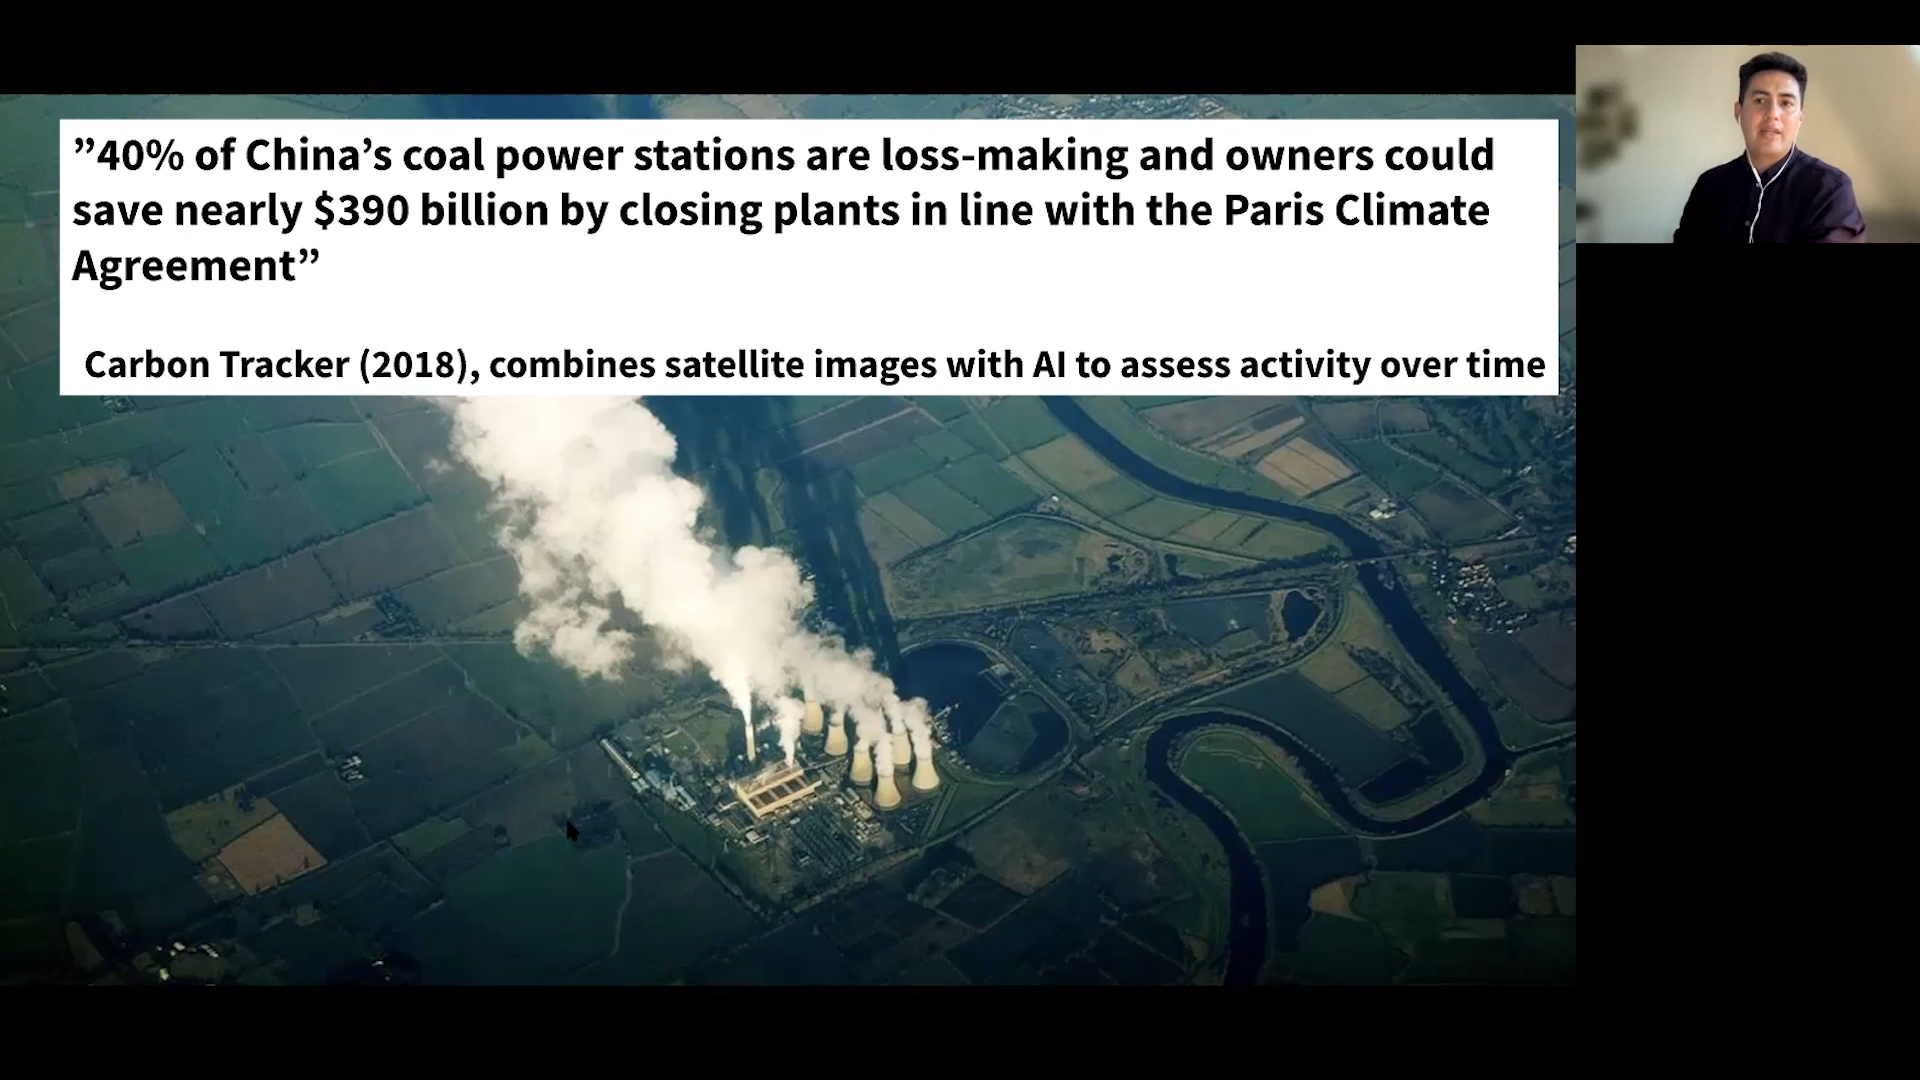 ”40% of China’s coal power stations are loss-making and owners could
save nearly $390 billion by closing plants in line with the Paris Climate
Agreement”
Carbon Tracker (2018), combines satellite images with AI to assess activity over time